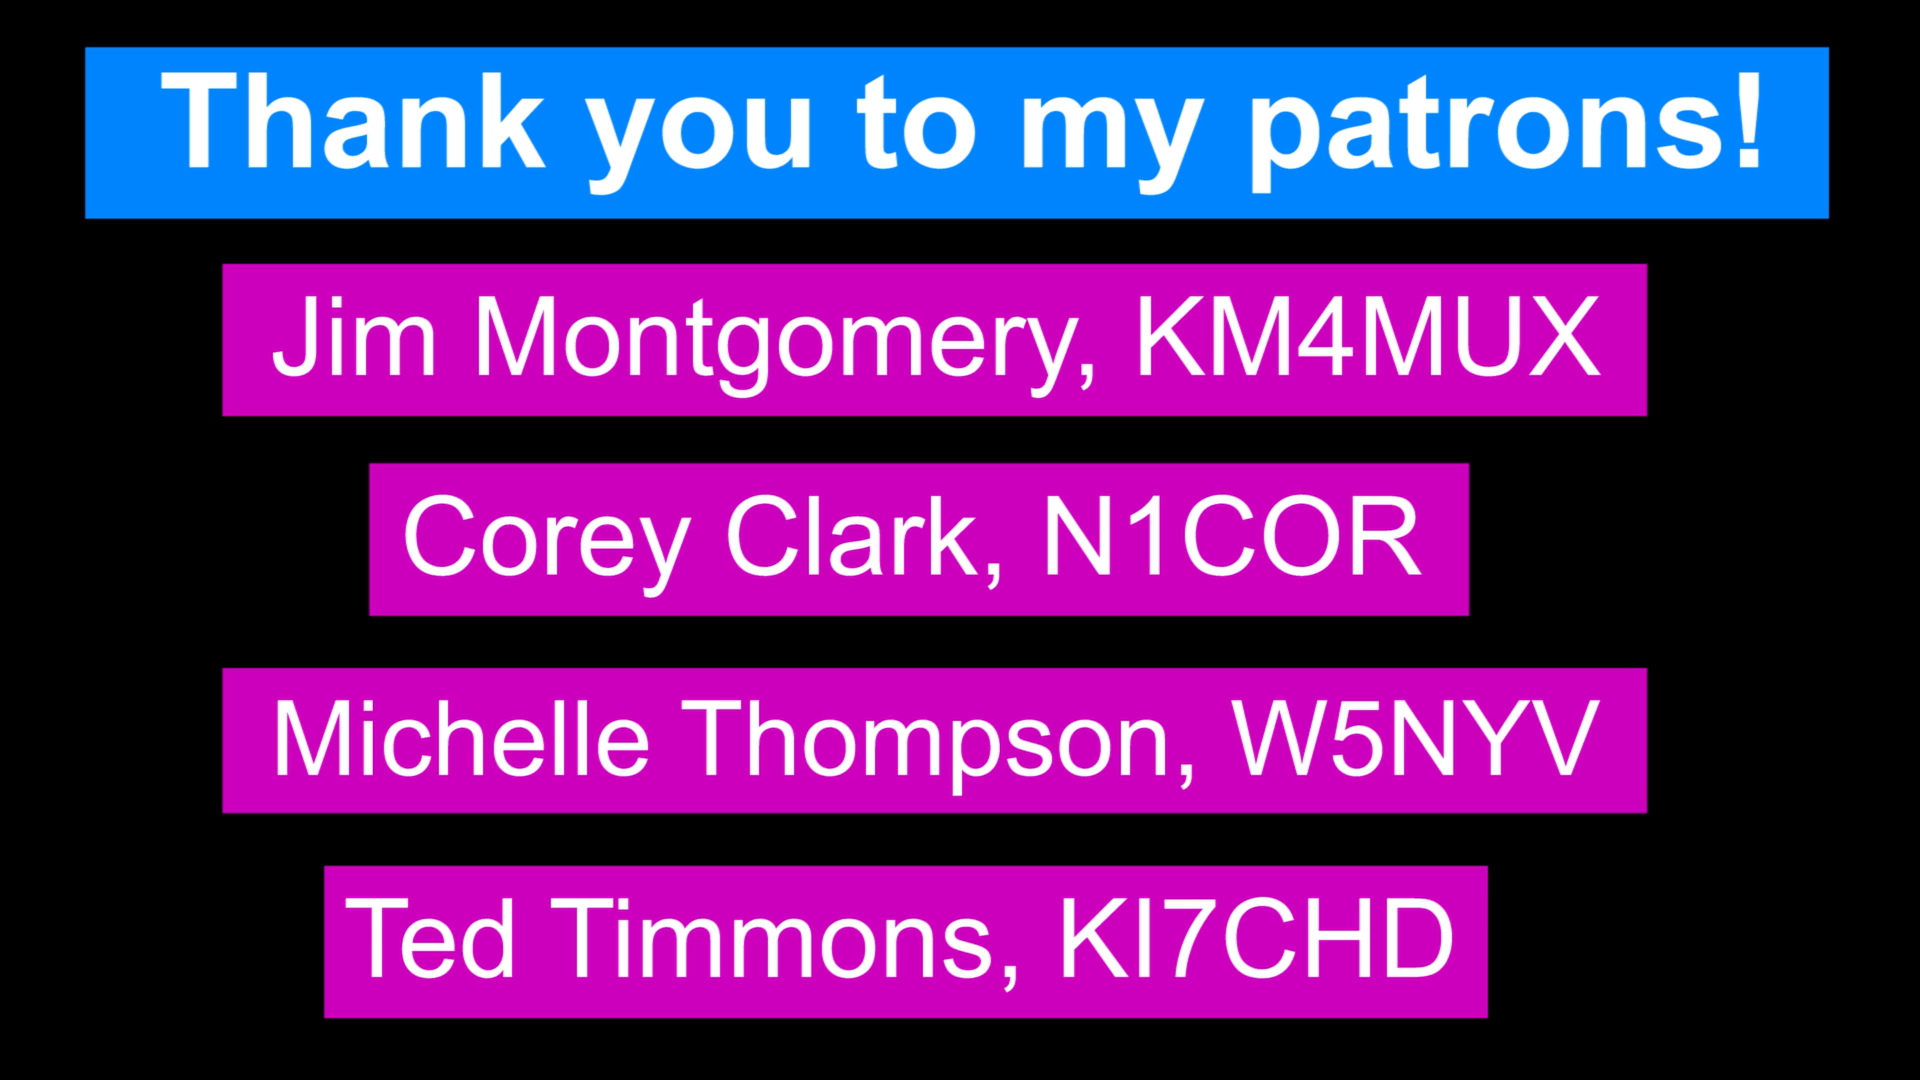 Thank you to my patrons!
Jim Montgomery, KM4MUX
Corey Clark, N1COR
Michelle Thompson, W5NYV
Ted Timmons, KI7CHD